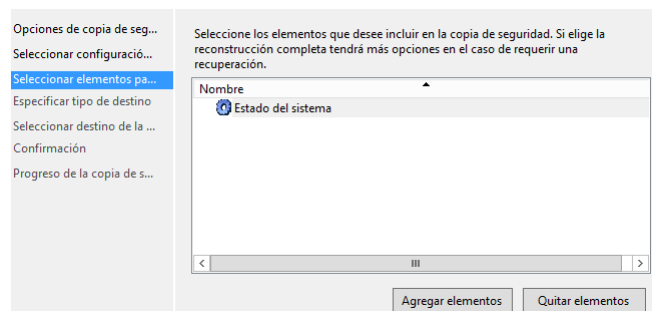 Opciones de copia de seg...
Seleccionar configuració...
Seleccionar elementos pa...
Especificar tipo de destino
Seleccionar destino de la ...
Confirmación
Progreso de la copia de s...
Seleccione los elementos que desee incluir en la copia de seguridad. Si elige la
reconstrucción completa tendrá más opciones en el caso de requerir una
recuperación.
Nombre
Estado del sistema
Agregar elementos
Quitar elementos